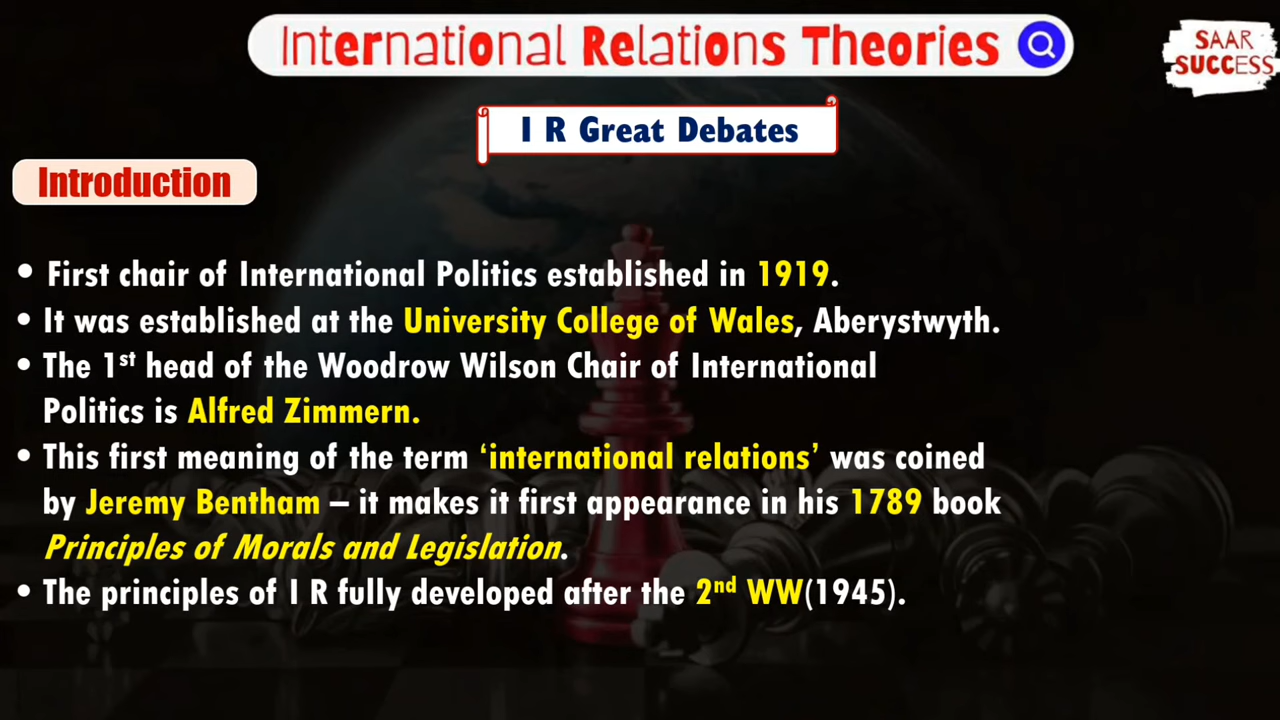 International Relations Theories
SAAR
SUCCESS
I R Great Debates
Introduction
• First chair of International Politics established in 1919.
• It was established at the University College of Wales, Aberystwyth.
• The 1st head of the Woodrow Wilson Chair of International
Politics is Alfred Zimmern.
• This first meaning of the term ‘international relations’ was coined
by Jeremy Bentham – it makes it first appearance in his 1789 book
Principles of Morals and Legislation.
• The principles of I R fully developed after the 2nd WW(1945).